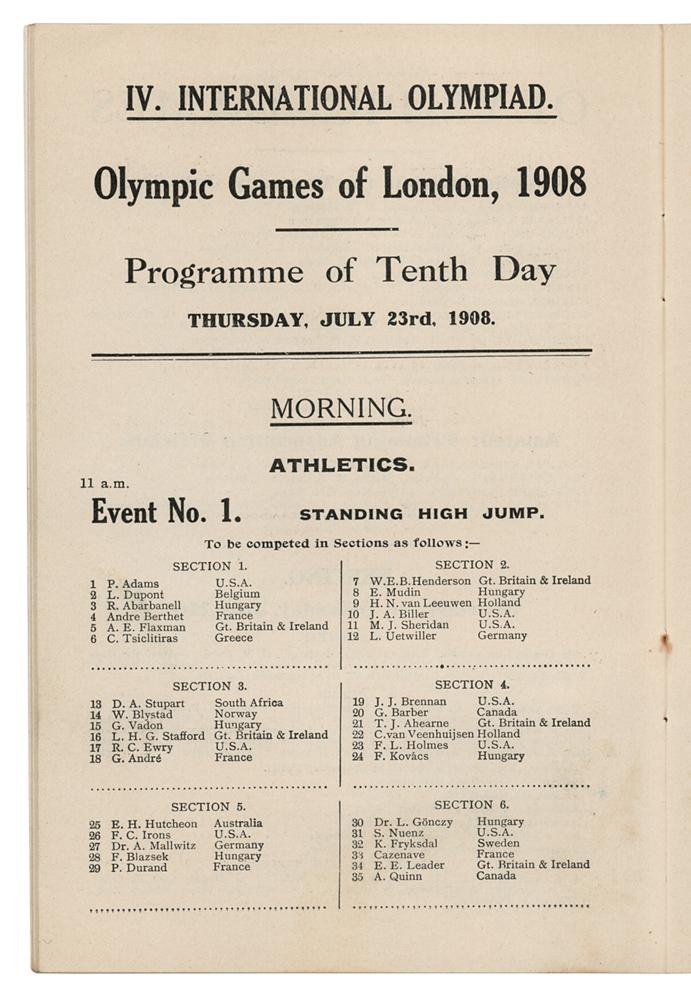 IV. INTERNATIONAL OLYMPIAD.
Olympic Games of London, 1908
Programme of Tenth Day
THURSDAY, JULY 23rd, 1908.
MORNING.
ATHLETICS.
11 a.m.
Event No. 1. STANDING HIGH JUMP.
To be competed in Sections as follows:—
SECTION 1.
1 P. Adams U.S.A.
2 L. Dupont Belgium
3 R. Abarbanell Hungary
4 Andre Berthet France
5 A. E. Flaxman Gt. Britain & Ireland
6 C. Tsiclitiras Greece
SECTION 2.
7 W.E.B.Henderson Gt. Britain & Ireland
8 E. Mudin Hungary
9 H.N. van Leeuwen Holland
10 J. A. Biller U.S.A.
11 M. J. Sheridan U.S.A.
12 L. Uetwiller Germany
SECTION 3.
13 D. A. Stupart South Africa
14 W. Blystad Norway
15 G. Vadon Hungary
16 L. H. G. Stafford Gt. Britain & Ireland
17 R. C. Ewry U.S.A.
18 G. André France
SECTION 4.
19 J. J. Brennan U.S.A.
20 G. Barber Canada
21 T. J. Ahearne Gt. Britain & Ireland
22 C.van Veenhuijsen Holland
23 F. L. Holmes U.S.A.
24 F. Kovács Hungary
SECTION 5.
25 E. H. Hutcheon Australia
26 F. C. Irons U.S.A.
27 Dr. A. Mallwitz Germany
28 F. Blazsek Hungary
29 P. Durand France
SECTION 6.
30 Dr. L. Gönczy Hungary
31 S. Nuenz U.S.A.
32 K. Fryksdal Sweden
33 Cazenave France
34 E. E. Leader Gt. Britain & Ireland
35 A. Quinn Canada